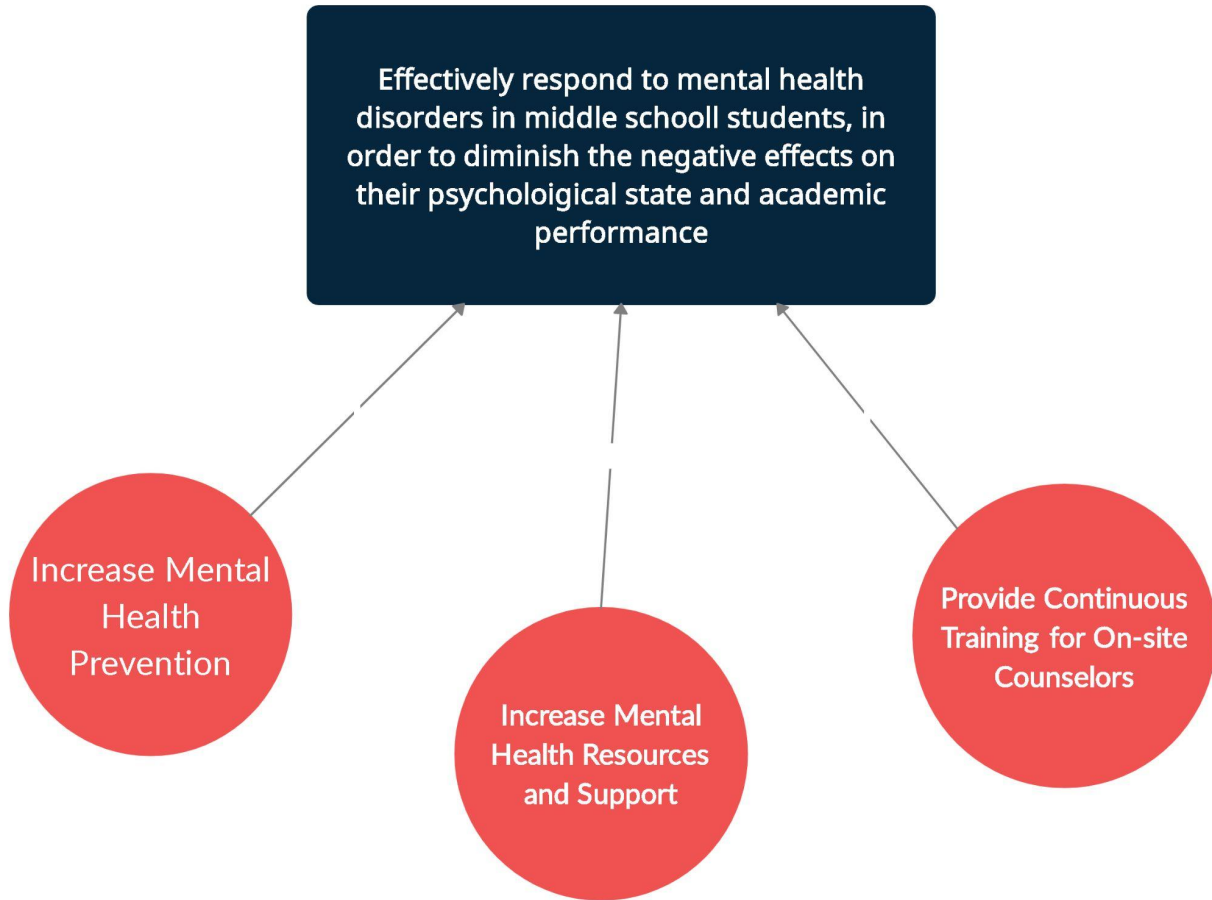 Effectively respond to mental health
disorders in middle schooll students, in
order to diminish the negative effects on
their psycholoigical state and academic
performance
Increase Mental
Health
Prevention
Increase Mental
Health Resources
and Support
Provide Continuous
Training for On-site
Counselors